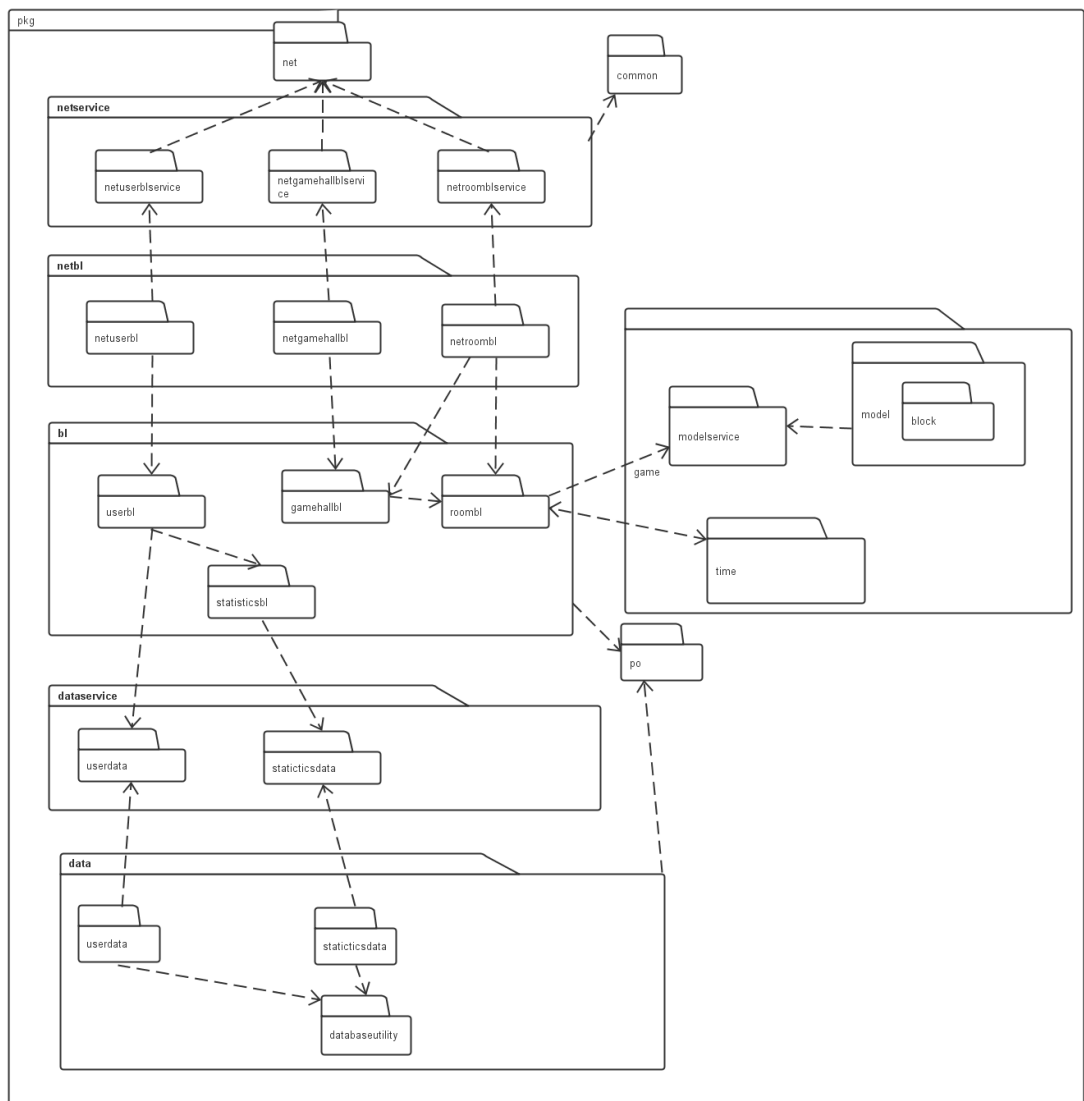 pkg
net
common
netservice
netuserblservice
netgamehallblservi
ce
netroomblservice
netbl
netuserbl
netgamehallbl
netroombl
model
block
modelservice
game
bl
userbl
gamehallbl
roombl
time
statisticsbl
po
dataservice
userdata
staticticsdata
data
userdata
staticticsdata
databaseutility